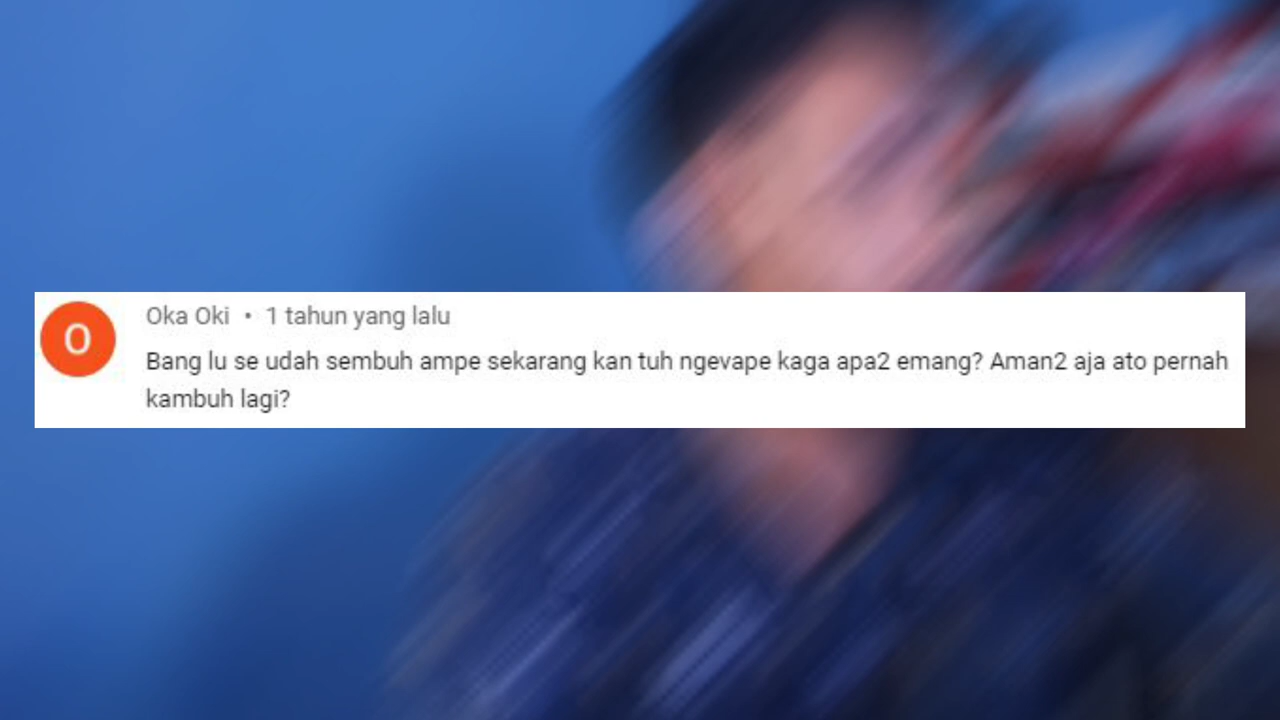 O
Oka Oki • 1 tahun yang lalu
Bang lu se udah sembuh ampe sekarang kan tuh ngevape kaga apa2 emang? Aman2 aja ato pernah
kambuh lagi?